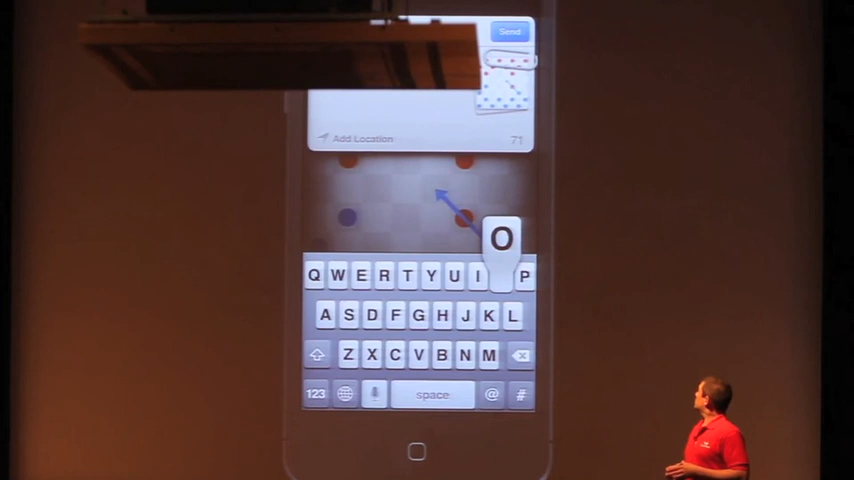 Send
Add Location 71
O
Q W E R T Y U I P
A S D F G H J K L
Z X C V B N M
123 space @ #